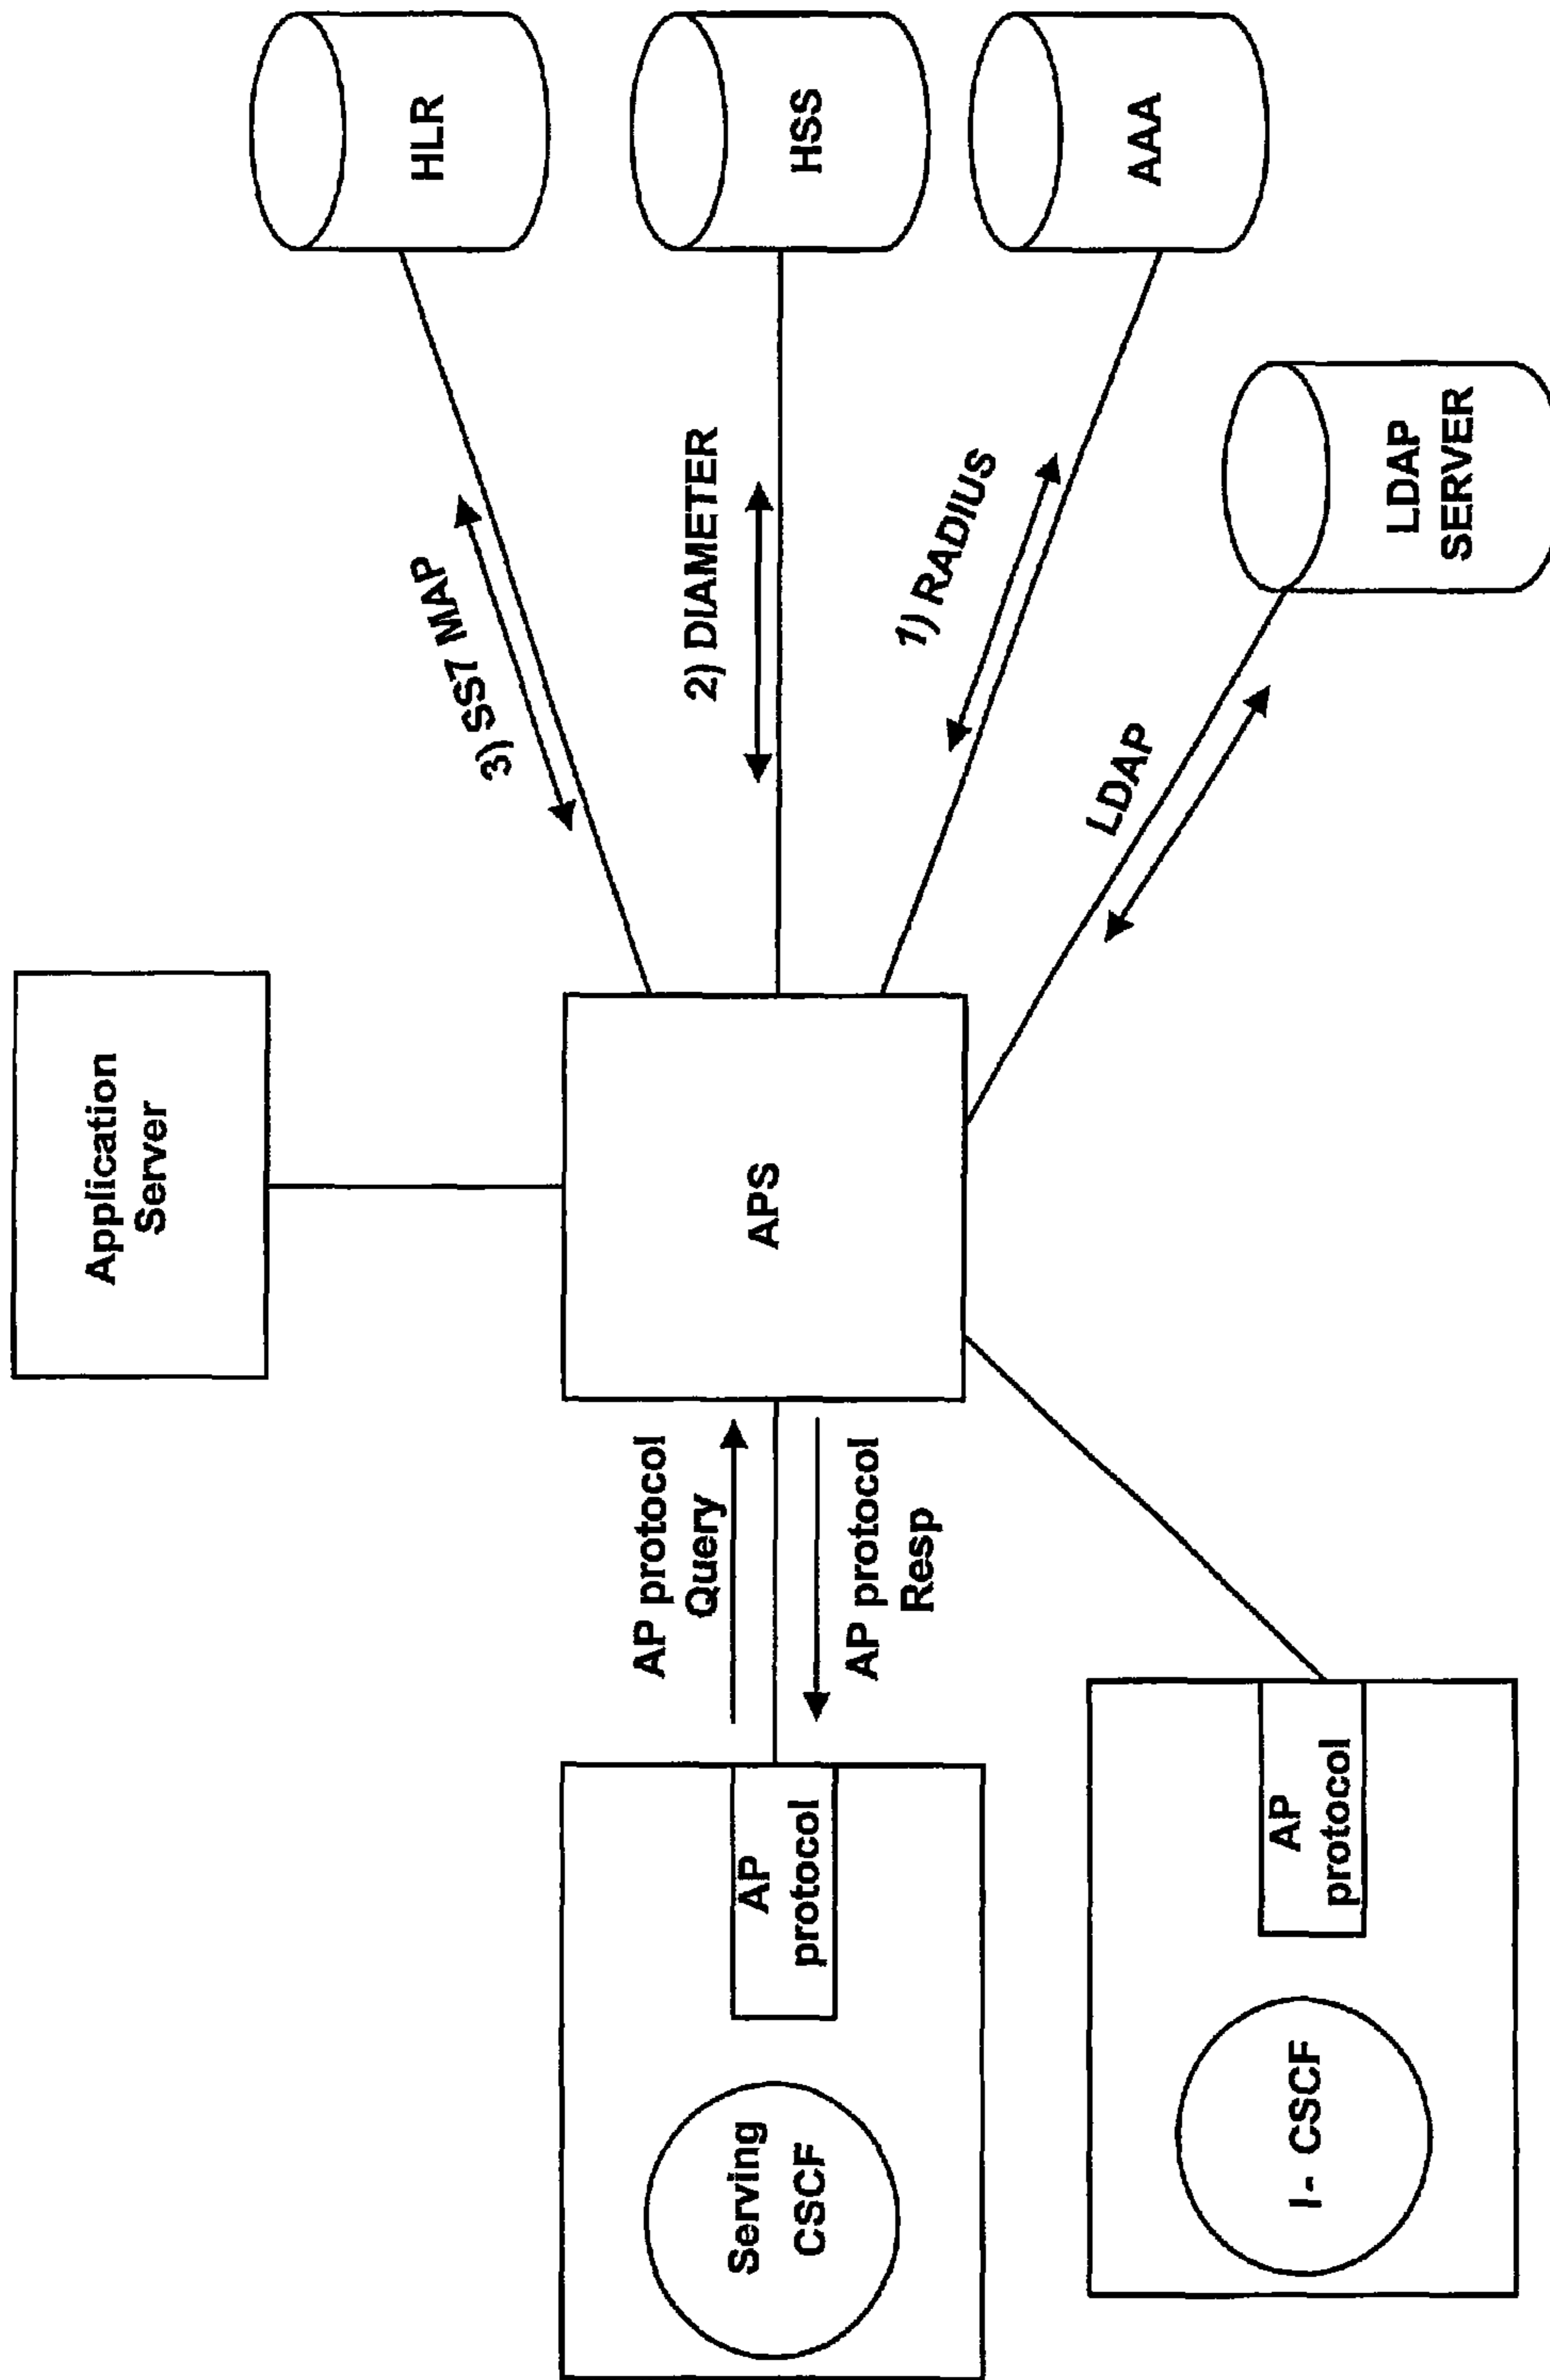 Application
Server
HLR
3) SS7 MAP
Serving
CSCF
AP
protocol
AP protocol
Query
AP protocol
Resp
APS
2) DIAMETER
HSS
1) RADIUS
AAA
I- CSCF
AP
protocol
LDAP
LDAP
SERVER